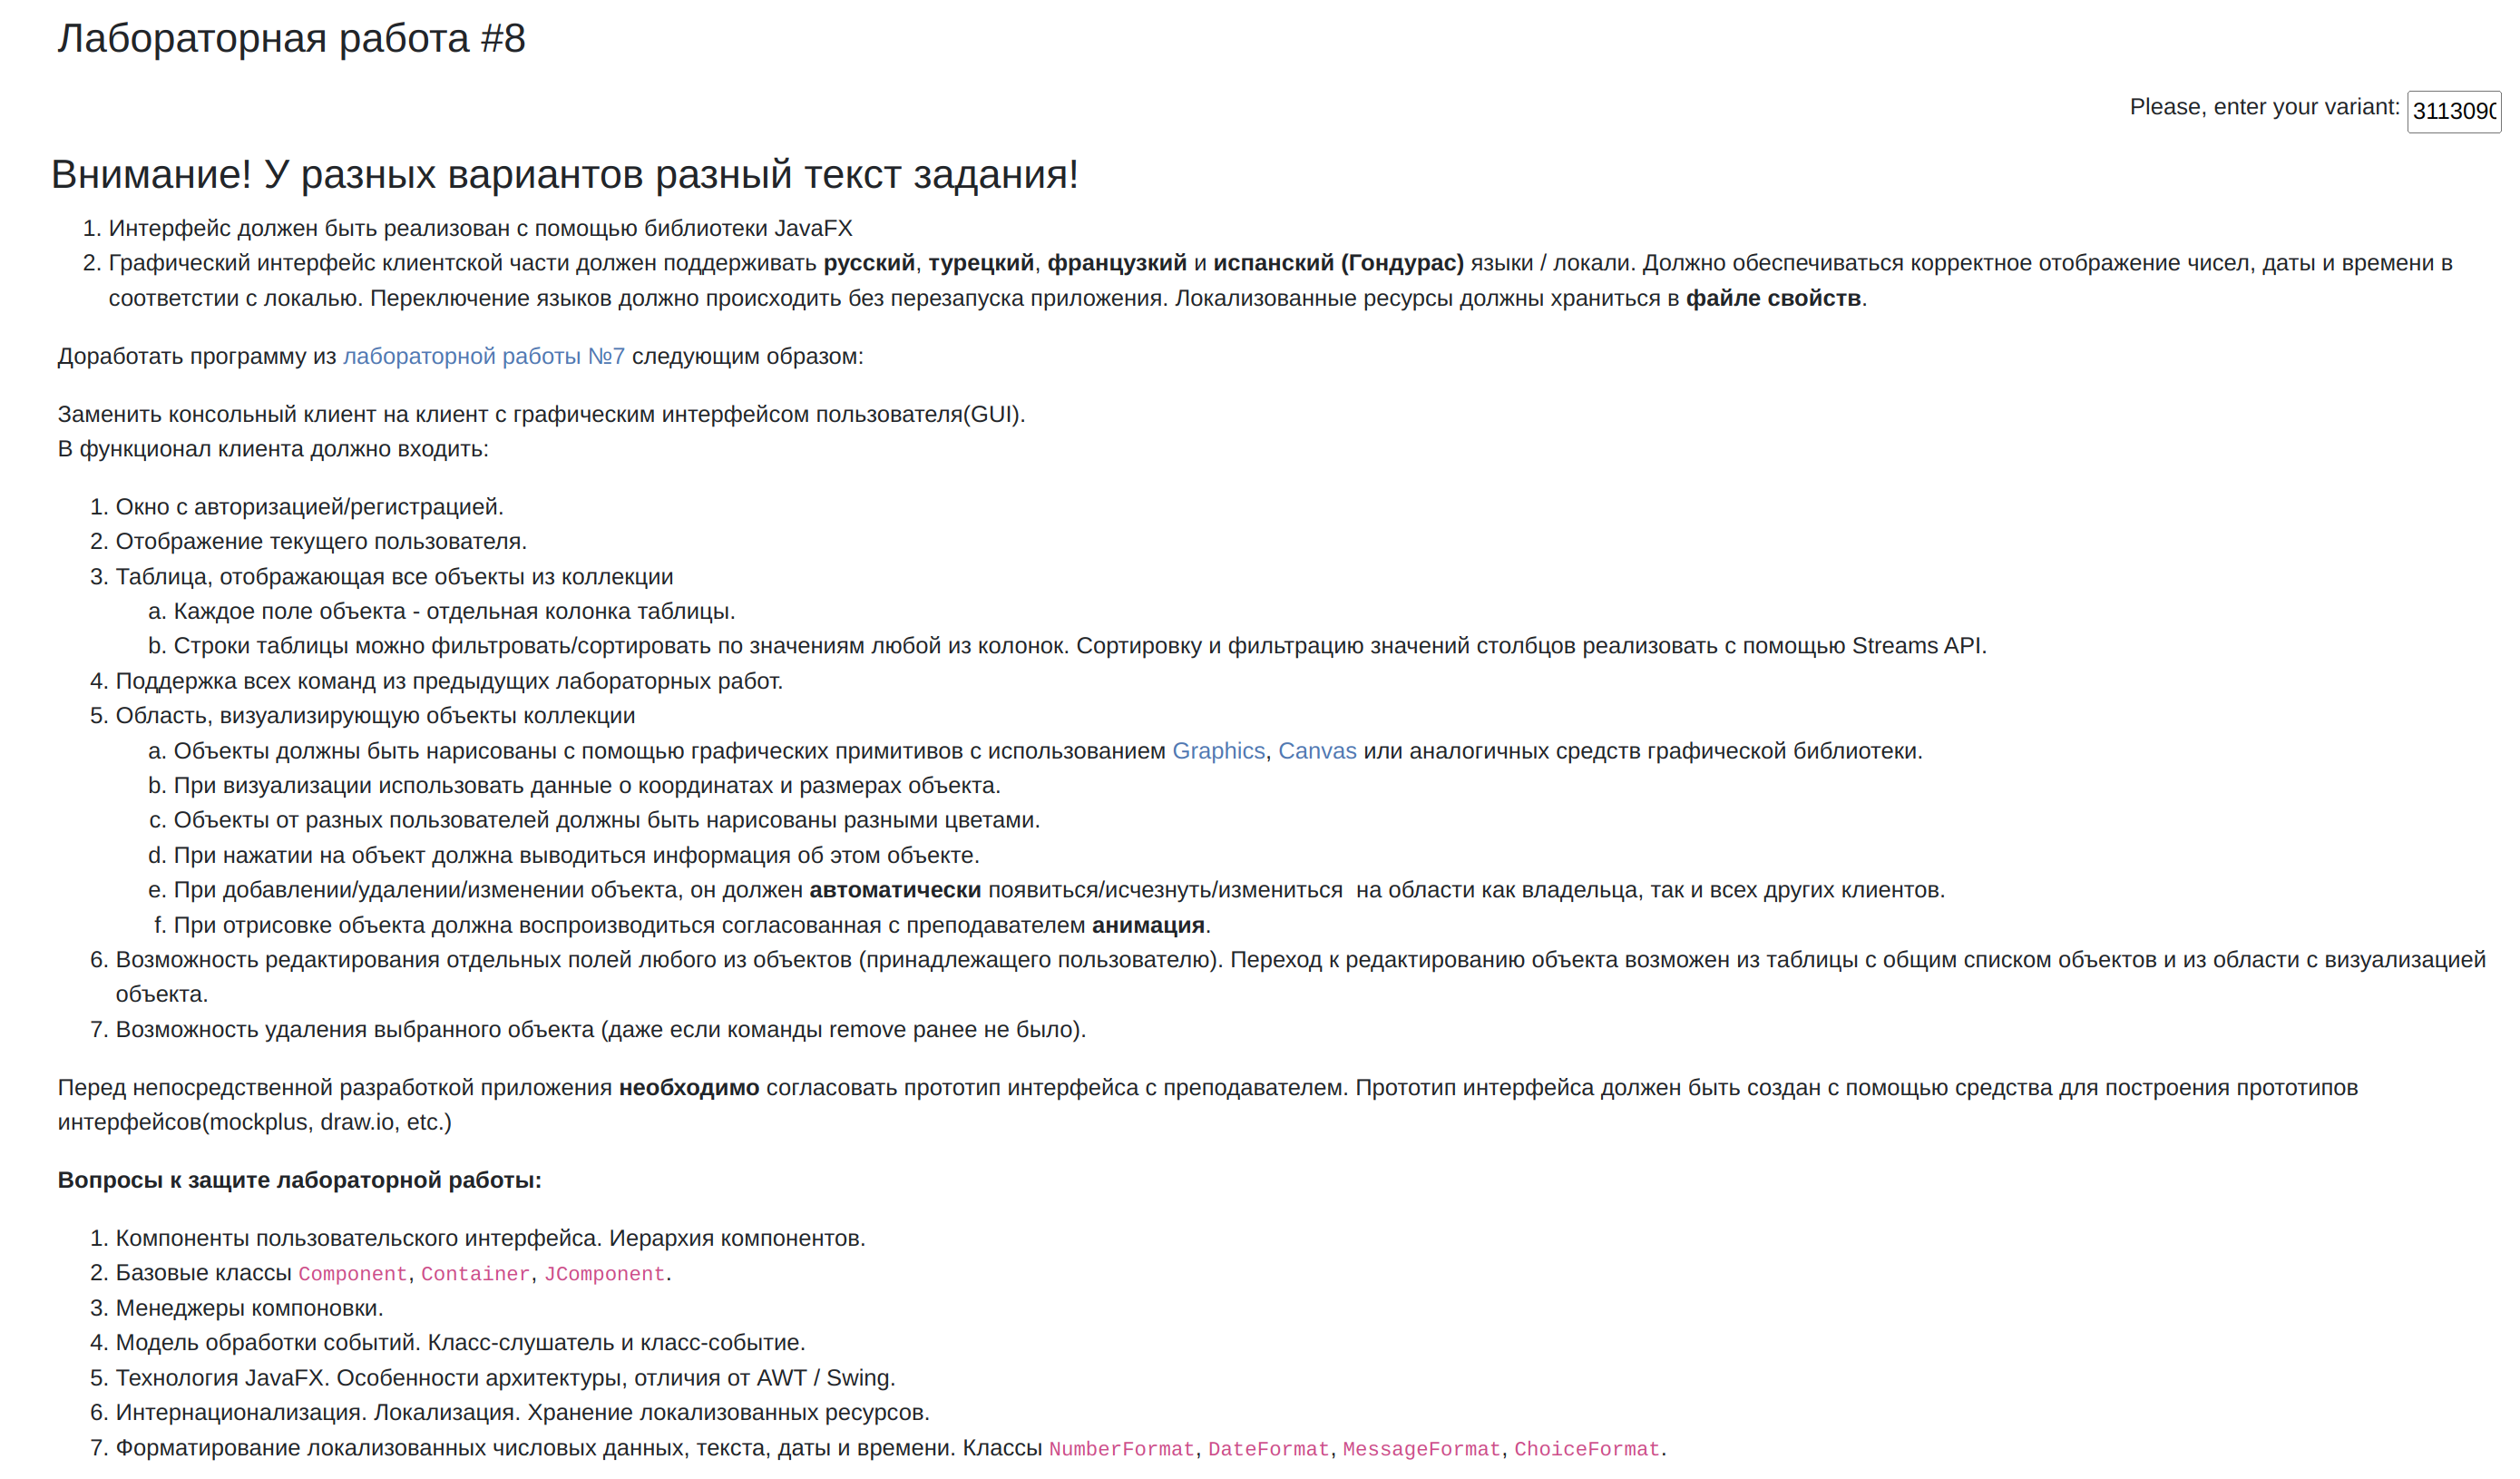 Лабораторная работа #8
Please, enter your variant: 3113090
Внимание! У разных вариантов разный текст задания!
1. Интерфейс должен быть реализован с помощью библиотеки JavaFX
2. Графический интерфейс клиентской части должен поддерживать русский, турецкий, французкий и испанский (Гондурас) языки / локали. Должно обеспечиваться корректное отображение чисел, даты и времени в
соответстии с локалью. Переключение языков должно происходить без перезапуска приложения. Локализованные ресурсы должны храниться в файле свойств.
Доработать программу из лабораторной работы №7 следующим образом:
Заменить консольный клиент на клиент с графическим интерфейсом пользователя(GUI).
В функционал клиента должно входить:
1. Окно с авторизацией/регистрацией.
2. Отображение текущего пользователя.
3. Таблица, отображающая все объекты из коллекции
a. Каждое поле объекта - отдельная колонка таблицы.
b. Строки таблицы можно фильтровать/сортировать по значениям любой из колонок. Сортировку и фильтрацию значений столбцов реализовать с помощью Streams API.
4. Поддержка всех команд из предыдущих лабораторных работ.
5. Область, визуализирующую объекты коллекции
a. Объекты должны быть нарисованы с помощью графических примитивов с использованием Graphics, Canvas или аналогичных средств графической библиотеки.
b. При визуализации использовать данные о координатах и размерах объекта.
c. Объекты от разных пользователей должны быть нарисованы разными цветами.
d. При нажатии на объект должна выводиться информация об этом объекте.
e. При добавлении/удалении/изменении объекта, он должен автоматически появиться/исчезнуть/измениться  на области как владельца, так и всех других клиентов.
f. При отрисовке объекта должна воспроизводиться согласованная с преподавателем анимация.
6. Возможность редактирования отдельных полей любого из объектов (принадлежащего пользователю). Переход к редактированию объекта возможен из таблицы с общим списком объектов и из области с визуализацией
объекта.
7. Возможность удаления выбранного объекта (даже если команды remove ранее не было).
Перед непосредственной разработкой приложения необходимо согласовать прототип интерфейса с преподавателем. Прототип интерфейса должен быть создан с помощью средства для построения прототипов
интерфейсов(mockplus, draw.io, etc.)
Вопросы к защите лабораторной работы:
1. Компоненты пользовательского интерфейса. Иерархия компонентов.
2. Базовые классы Component, Container, JComponent.
3. Менеджеры компоновки.
4. Модель обработки событий. Класс-слушатель и класс-событие.
5. Технология JavaFX. Особенности архитектуры, отличия от AWT / Swing.
6. Интернационализация. Локализация. Хранение локализованных ресурсов.
7. Форматирование локализованных числовых данных, текста, даты и времени. Классы NumberFormat, DateFormat, MessageFormat, ChoiceFormat.